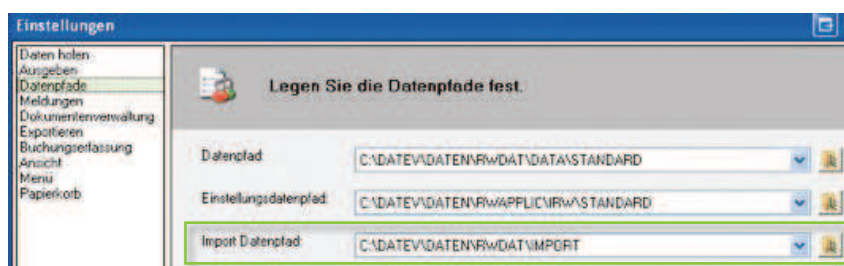 Einstellungen
Daten holen
Ausgeben
Datenpfade
Meldungen
Dokumentenverwaltung
Exportieren
Buchungserfassung
Ansicht
Menü
Papierkorb
Legen Sie die Datenpfade fest.
Datenpfad: C:\DATEV\DATEN\RWDAT\DATA\STANDARD
Einstellungsdatenpfad: C:\DATEV\DATEN\RWAPPLIC\IRW\STANDARD
Import Datenpfad: C:\DATEV\DATEN\RWDAT\IMPORT